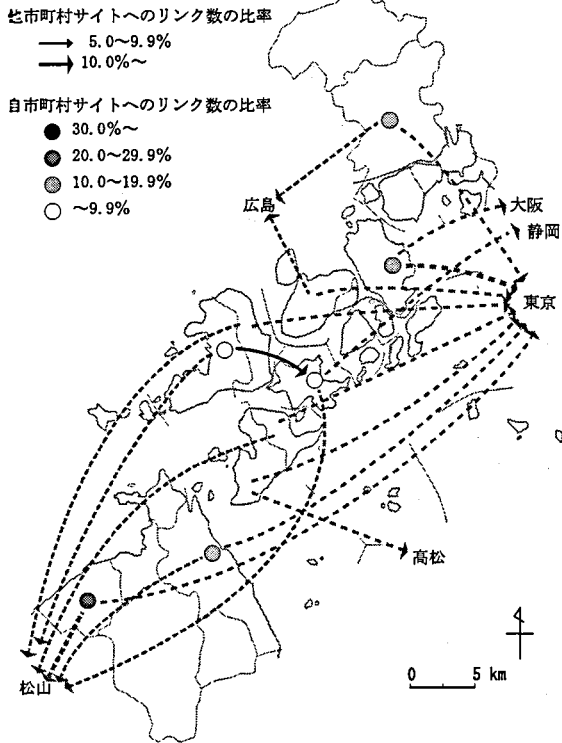 他市町村サイトへのリンク数の比率
5.0～9.9%
10.0%～
自市町村サイトへのリンク数の比率
30.0%～
20.0～29.9%
10.0～19.9%
～9.9%
広島
大阪
静岡
東京
高松
松山
0 5 km